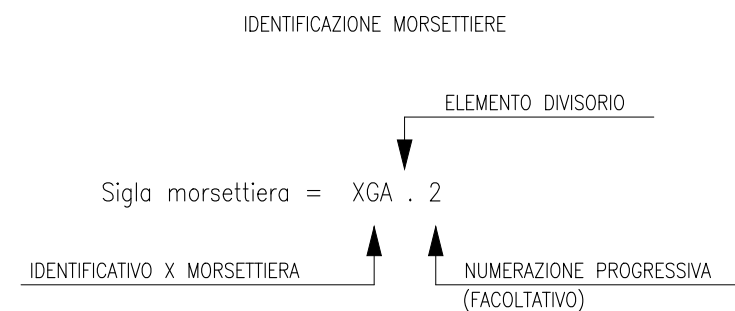 IDENTIFICAZIONE MORSETTIERE
ELEMENTO DIVISORIO
Sigla morsettiera = XGA . 2
IDENTIFICATIVO X MORSETTIERA
NUMERAZIONE PROGRESSIVA
(FACOLTATIVO)